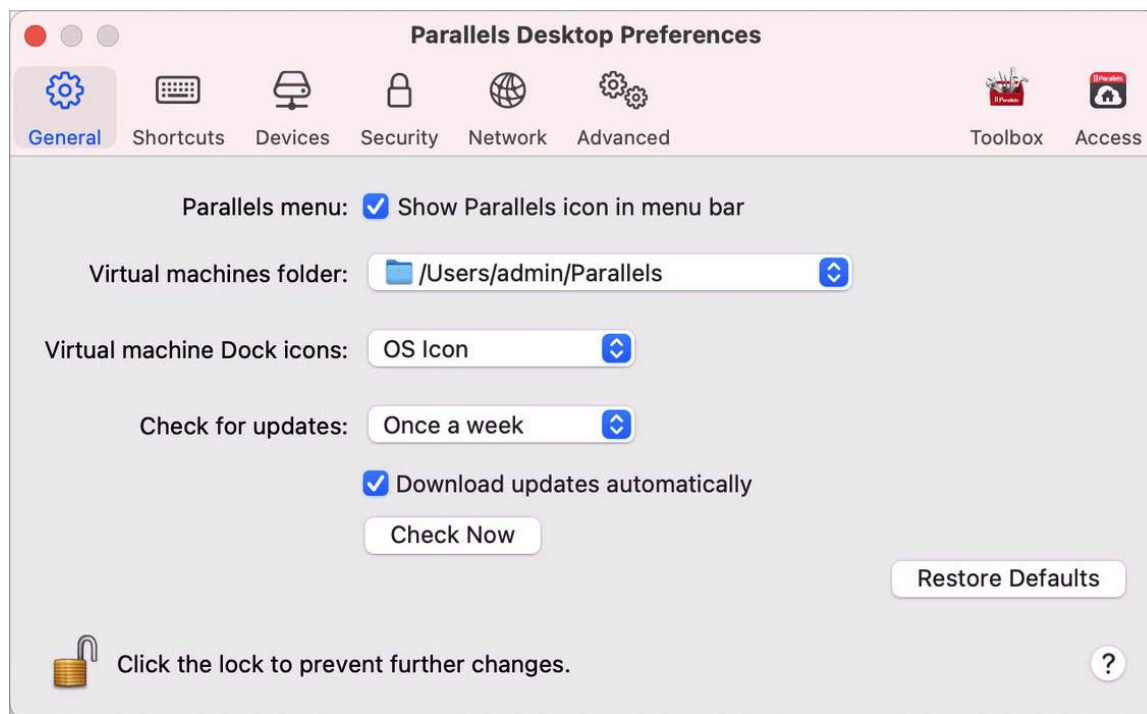 Parallels Desktop Preferences
General Shortcuts Devices Security Network Advanced Toolbox Access
Parallels menu: Show Parallels icon in menu bar
Virtual machines folder: /Users/admin/Parallels
Virtual machine Dock icons: OS Icon
Check for updates: Once a week
Download updates automatically
Check Now
Restore Defaults
Click the lock to prevent further changes. ?